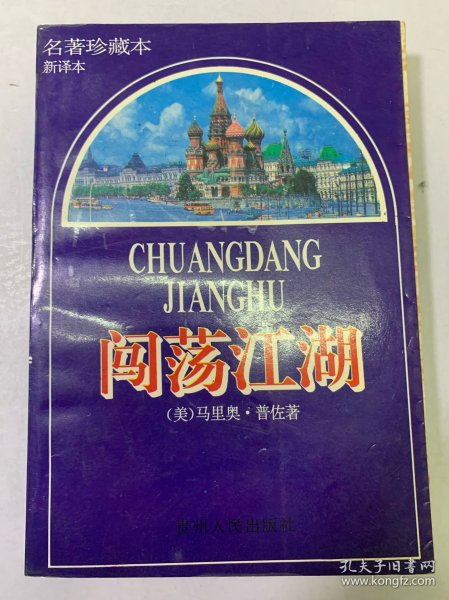 名著珍藏本
新译本
CHUANGDANG
JIANGHU
闯荡江湖
(美)马里奥·普佐著
贵州人民出版社
孔夫子旧书网
www.kongfz.com